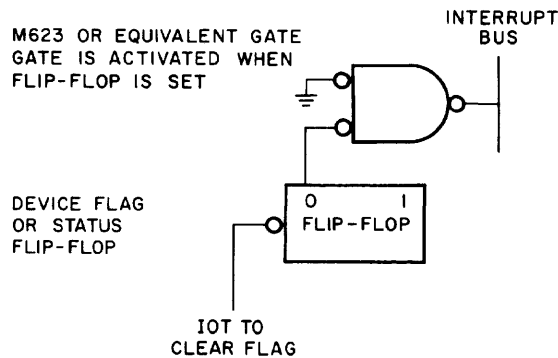 INTERRUPT
BUS
M623 OR EQUIVALENT GATE
GATE IS ACTIVATED WHEN
FLIP-FLOP IS SET
DEVICE FLAG
OR STATUS
FLIP-FLOP
0 1
FLIP-FLOP
IOT TO
CLEAR FLAG